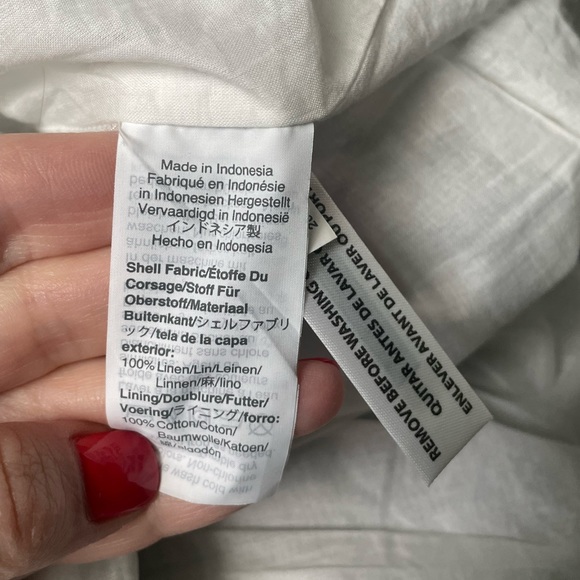 Made in Indonesia
Fabriqué en Indonésie
in Indonesien Hergestellt
Vervaardigd in Indonesië
インドネシア製
Hecho en Indonesia
Shell Fabric/Étoffe Du
Corsage/Stoff Für
Oberstoff/Materiaal
Buitenkant/シェルファブリ
ック/tela de la capa
exterior:
100% Linen/Lin/Leinen/
Linnen/麻/lino
Lining/Doublure/Futter/
Voering/ライニング/forro:
100% Cotton/Coton/
Baumwolle/Katoen/
綿/algodón
REMOVE BEFORE WASHING
QUITAR ANTES DE LAVAR
ENLEVER AVANT DE LAVER OU POR